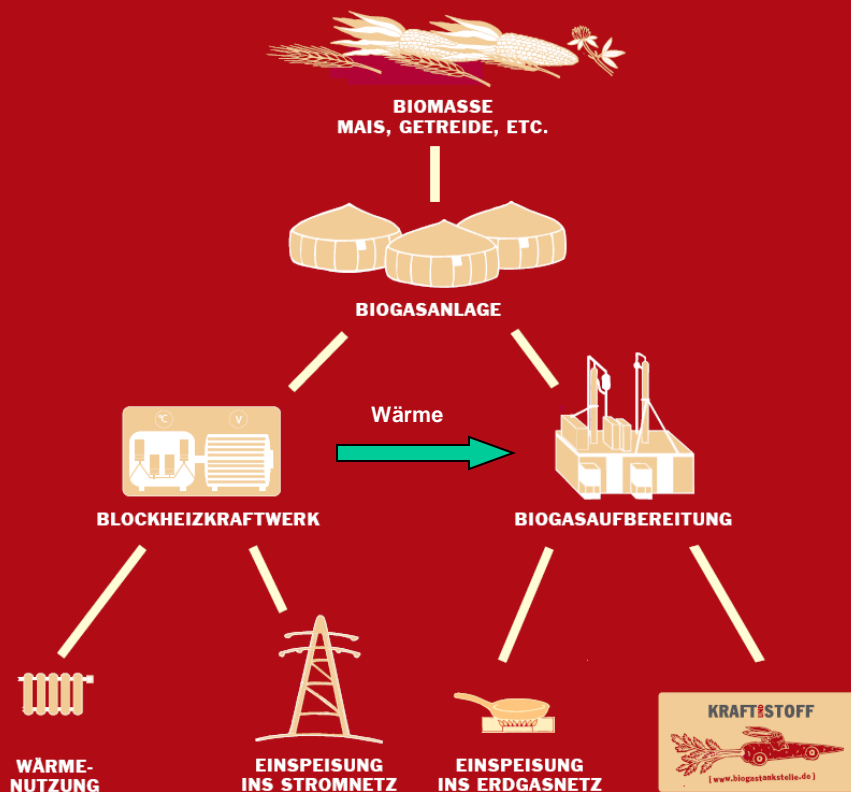 BIOMASSE
MAIS, GETREIDE, ETC.
BIOGASANLAGE
°C
V
Wärme
BLOCKHEIZKRAFTWERK
BIOGASAUFBEREITUNG
WÄRME-
NUTZUNG
EINSPEISUNG
INS STROMNETZ
EINSPEISUNG
INS ERDGASNETZ
KRAFT UND STOFF
[www.biogastankstelle.de]